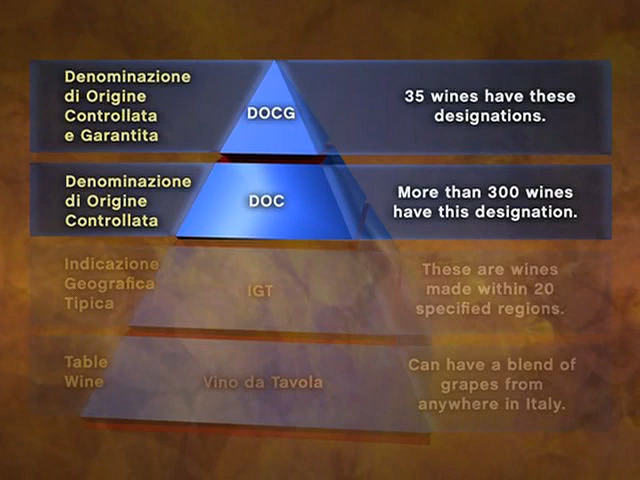 Denominazione
di Origine
Controllata
e Garantita
DOCG
35 wines have these
designations.
Denominazione
di Origine
Controllata
DOC
More than 300 wines
have this designation.
Indicazione
Geografica
Tipica
IGT
These are wines
made within 20
specified regions.
Table
Wine
Vino da Tavola
Can have a blend of
grapes from
anywhere in Italy.